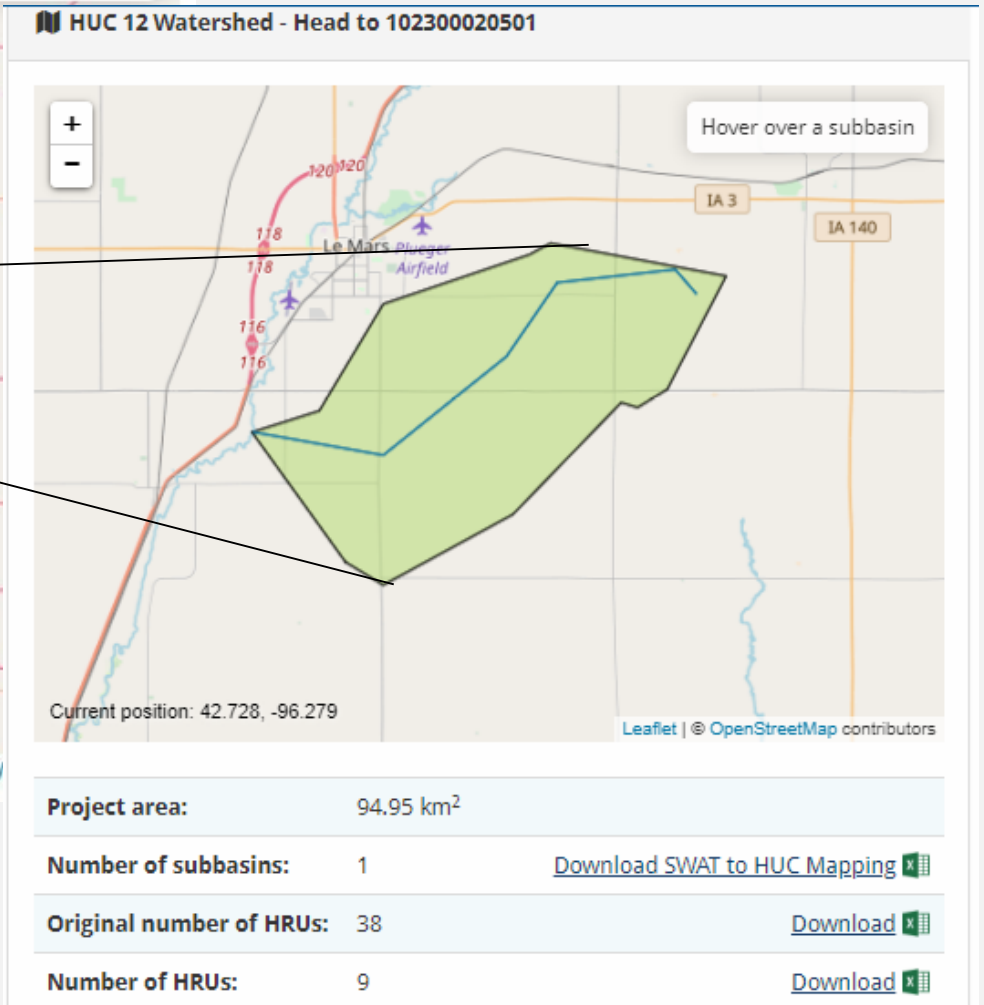 HUC 12 Watershed - Head to 102300020501
+
−
Hover over a subbasin
120 120
IA 3
118
IA 140
Le Mars Plueger
118
Airfield
116
116
Current position: 42.728, -96.279
Leaflet | © OpenStreetMap contributors
Project area: 94.95 km²
Number of subbasins: 1 Download SWAT to HUC Mapping
Original number of HRUs: 38 Download
Number of HRUs: 9 Download